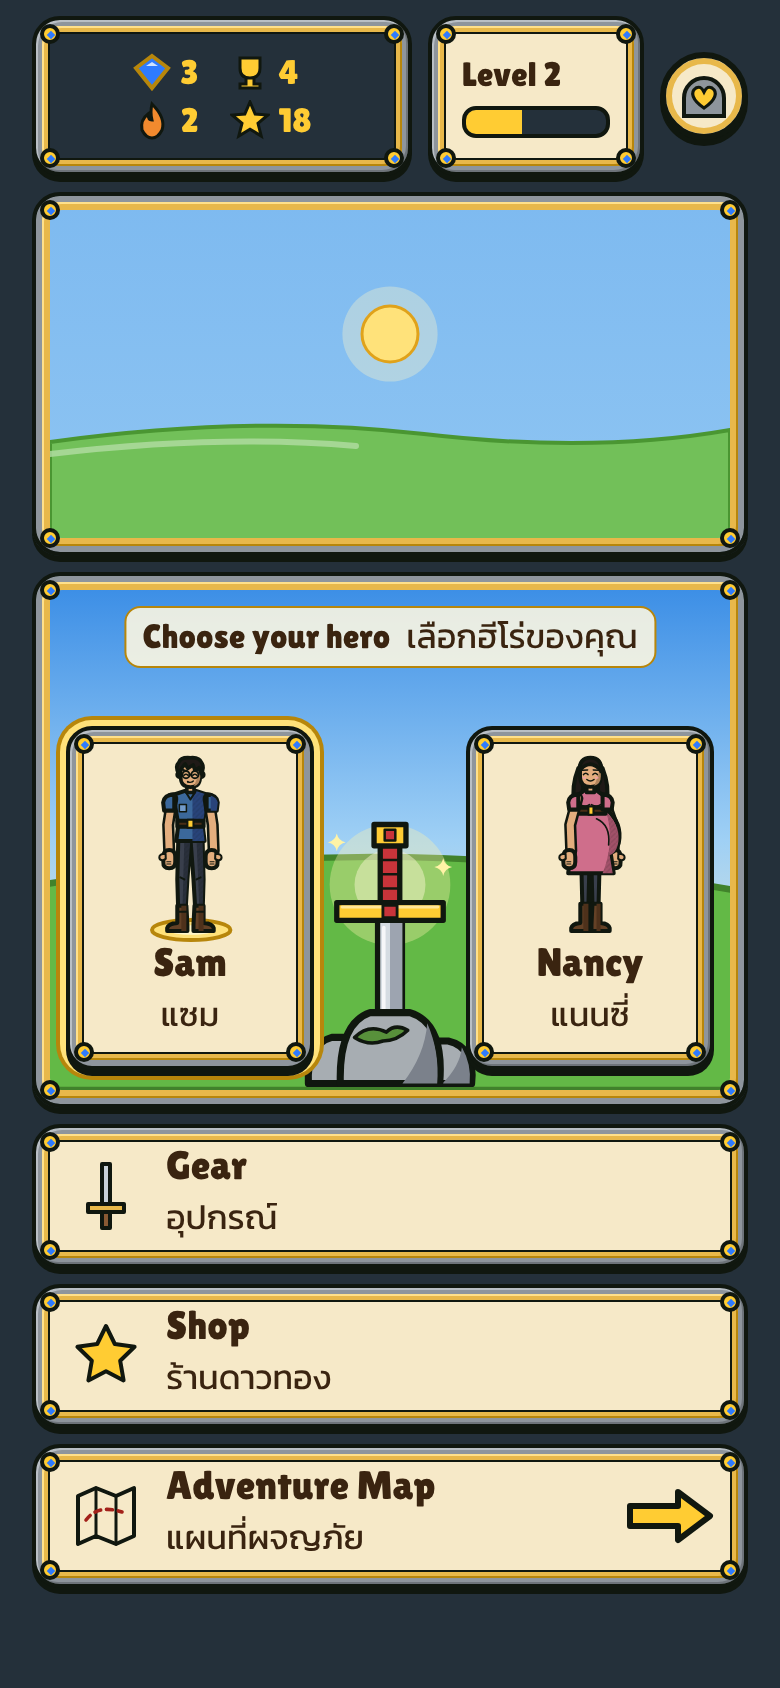 3 4
2 18
Level 2
Choose your hero เลือกฮีโร่ของคุณ
Sam
แซม
Nancy
แนนซี่
Gear
อุปกรณ์
Shop
ร้านดาวทอง
Adventure Map
แผนที่ผจญภัย